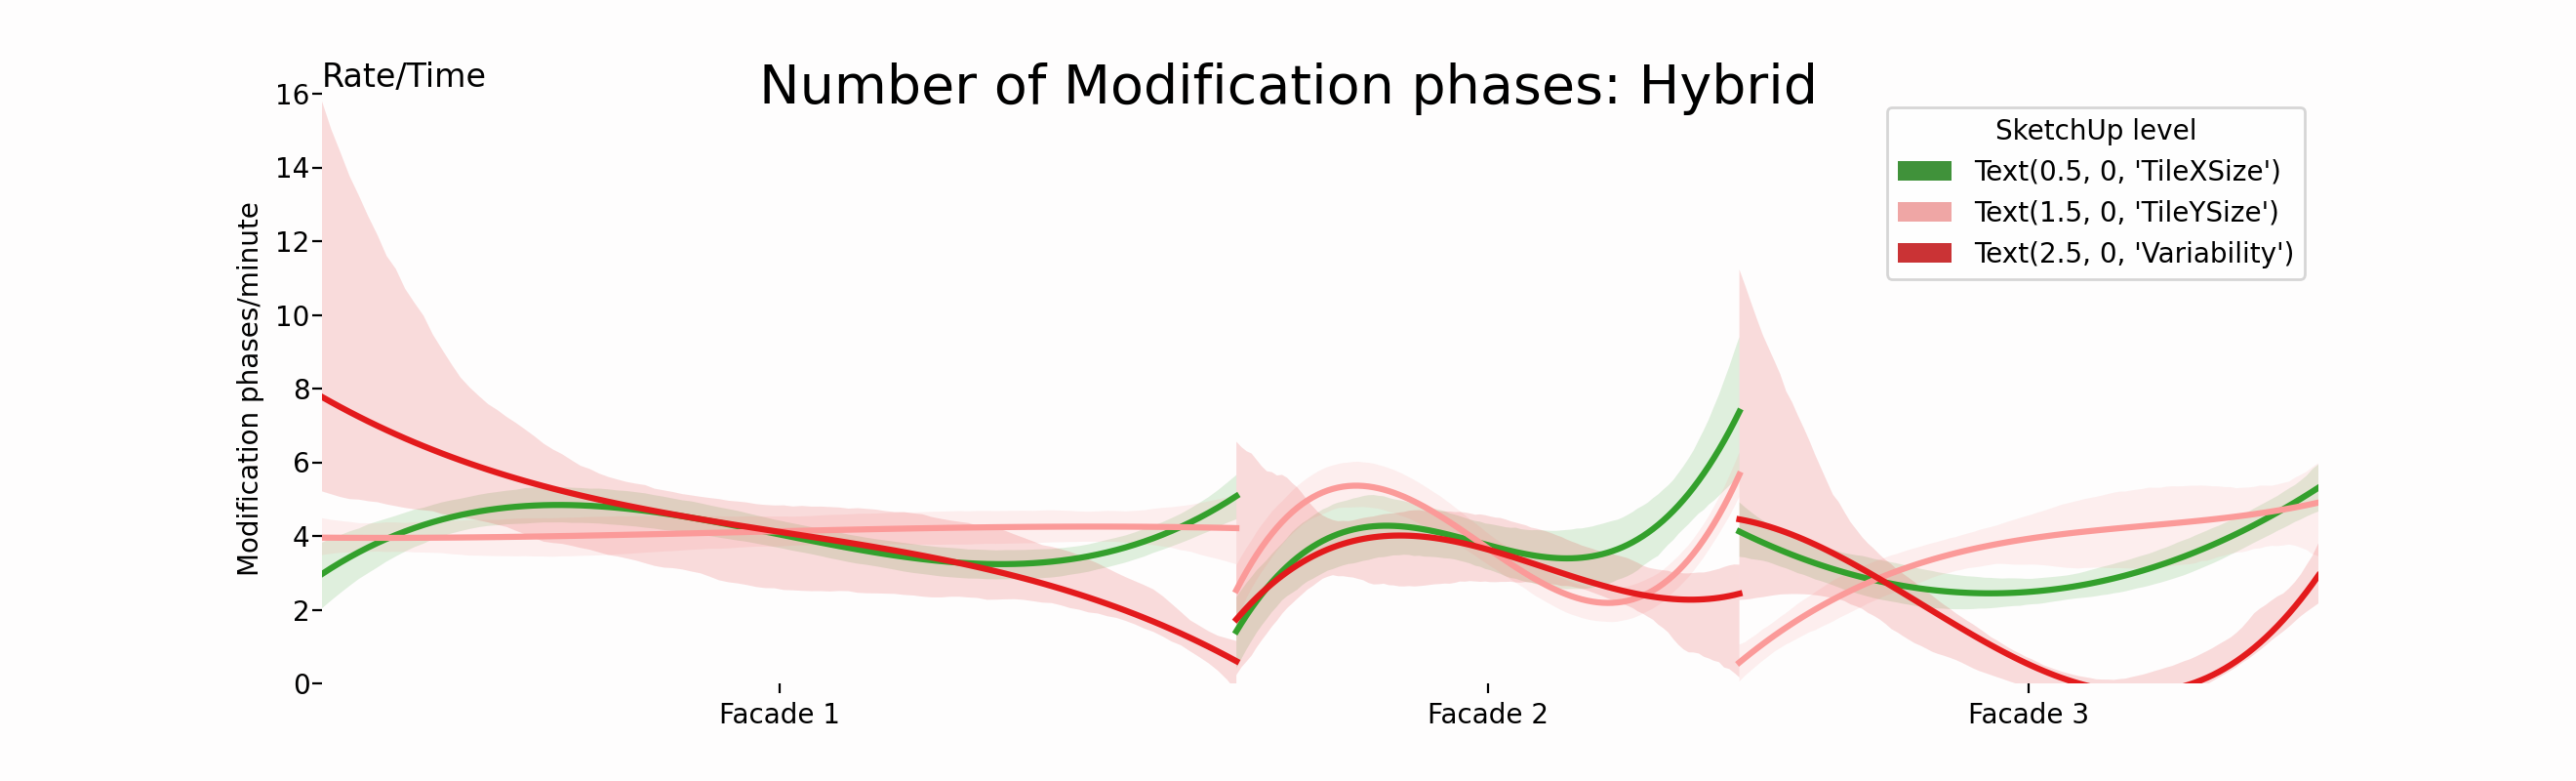 Rate/Time
Number of Modification phases: Hybrid
Modification phases/minute
16
14
12
10
8
6
4
2
0
SketchUp level
Text(0.5, 0, 'TileXSize')
Text(1.5, 0, 'TileYSize')
Text(2.5, 0, 'Variability')
Facade 1
Facade 2
Facade 3